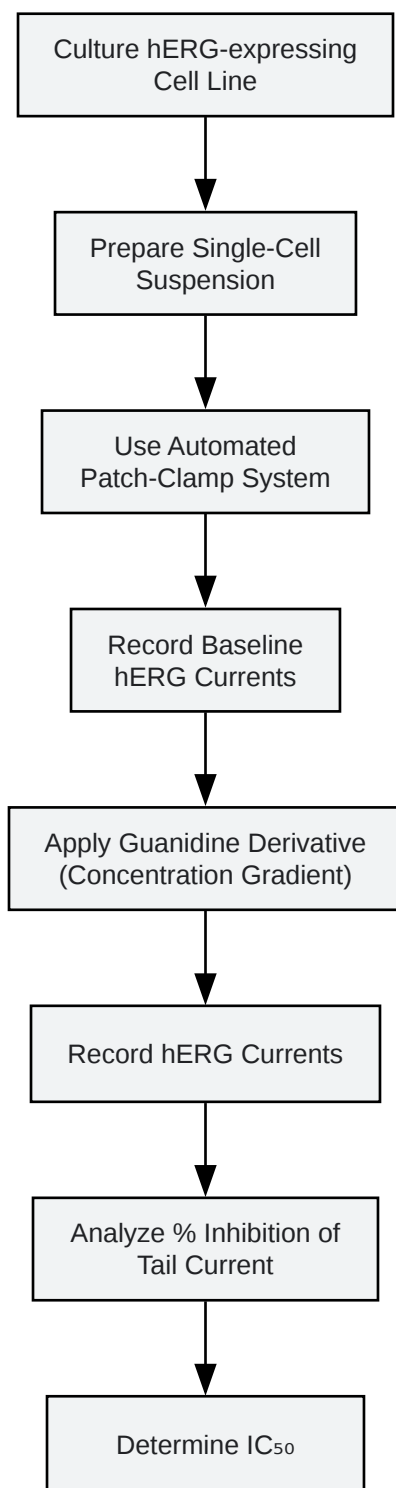 Culture hERG-expressing
Cell Line
Prepare Single-Cell
Suspension
Use Automated
Patch-Clamp System
Record Baseline
hERG Currents
Apply Guanidine Derivative
(Concentration Gradient)
Record hERG Currents
Analyze % Inhibition of
Tail Current
Determine IC₅₀